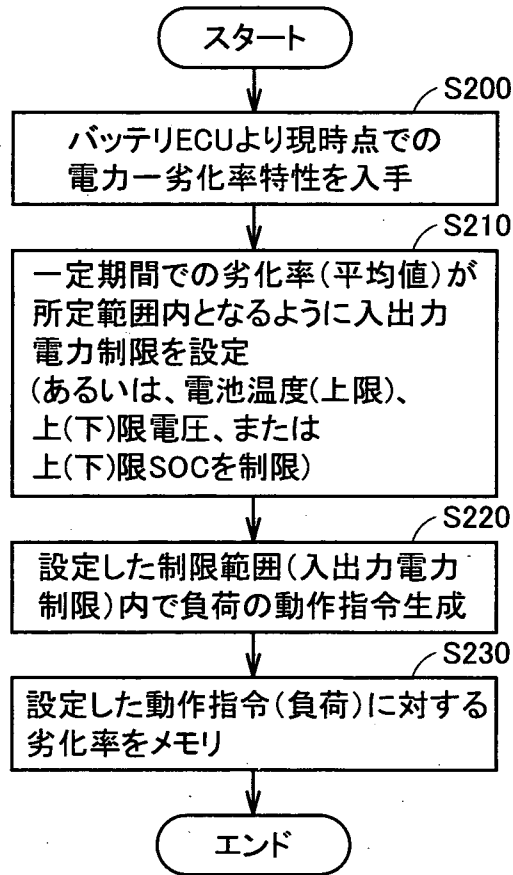 スタート
S200
バッテリECUより現時点での
電力ー劣化率特性を入手
S210
一定期間での劣化率(平均値)が
所定範囲内となるように入出力
電力制限を設定
(あるいは、電池温度(上限)、
上(下)限電圧、または
上(下)限SOCを制限)
S220
設定した制限範囲(入出力電力
制限)内で負荷の動作指令生成
S230
設定した動作指令(負荷)に対する
劣化率をメモリ
エンド